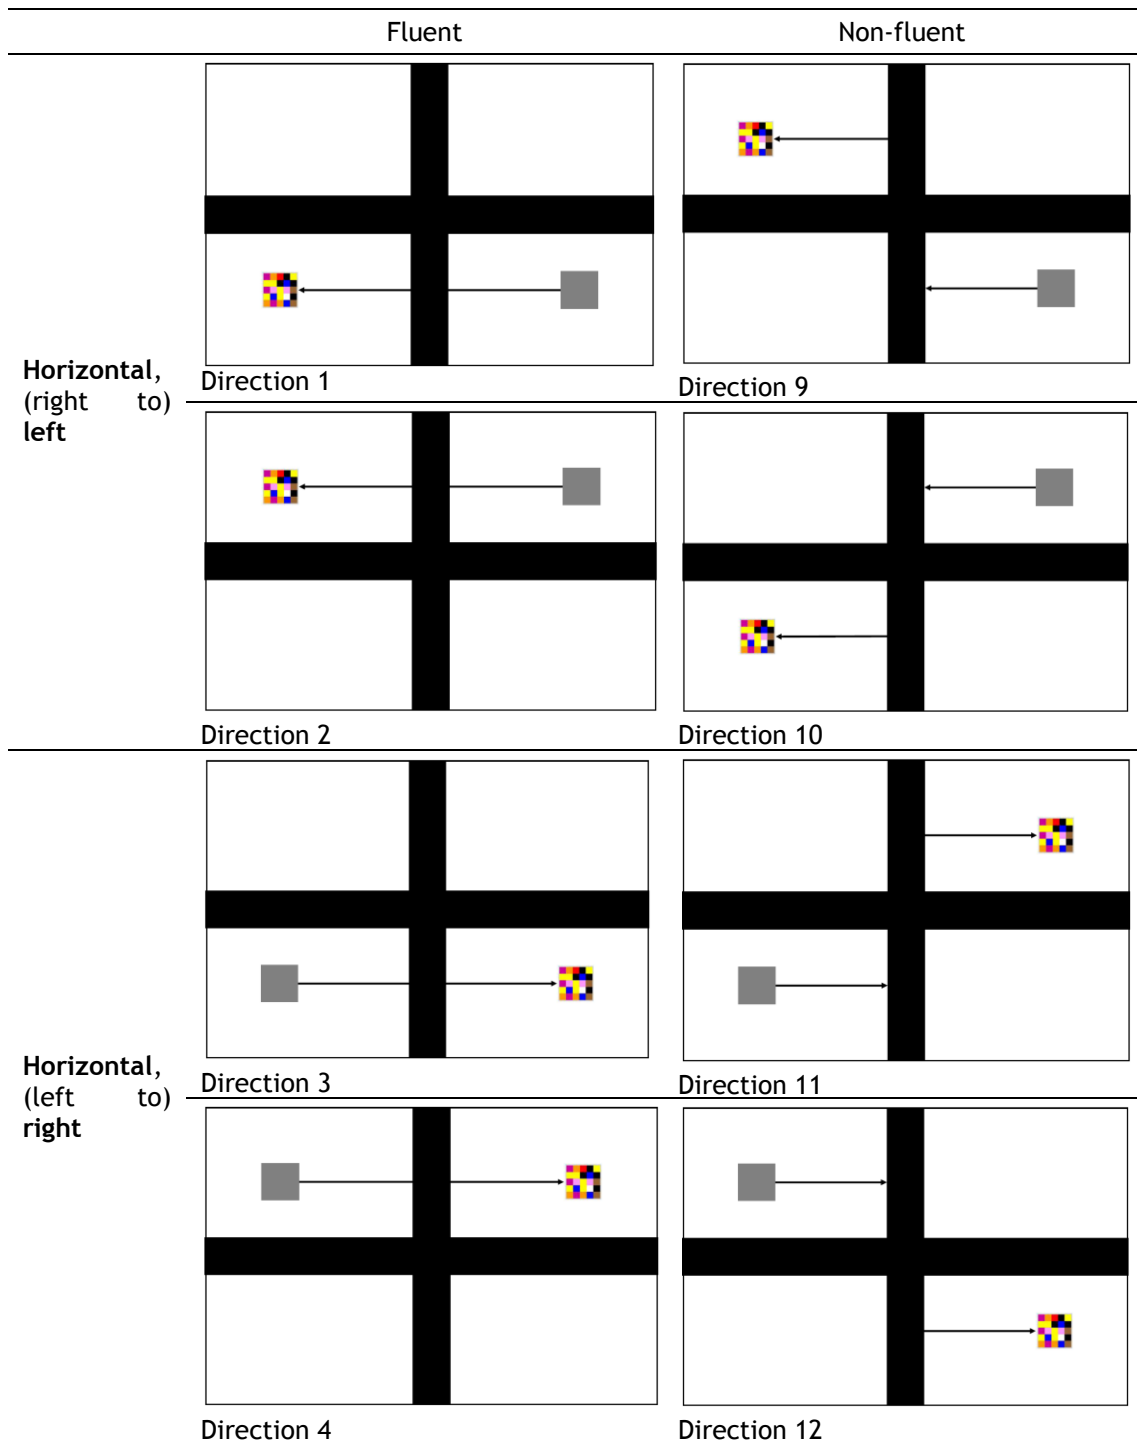 Fluent Non-fluent
Horizontal,
(right to)
left
Direction 1 Direction 9
Direction 2 Direction 10
Horizontal,
(left to)
right
Direction 3 Direction 11
Direction 4 Direction 12